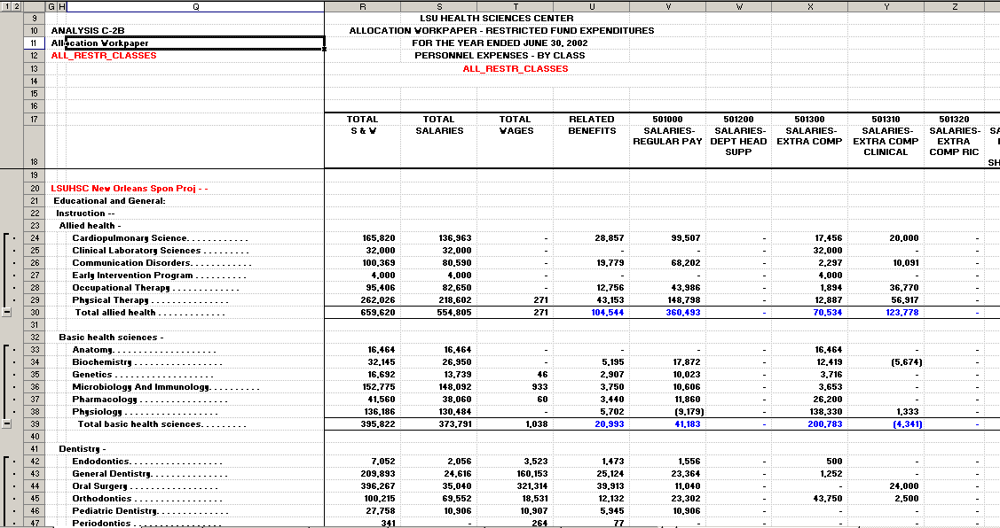 1 2 G H Q R S T U V W X Y Z
9 LSU HEALTH SCIENCES CENTER
10 ANALYSIS C-2B ALLOCATION WORKPAPER - RESTRICTED FUND EXPENDITURES
11 Allocation Workpaper FOR THE YEAR ENDED JUNE 30, 2002
12 ALL_RESTR_CLASSES PERSONNEL EXPENSES - BY CLASS
13 ALL_RESTR_CLASSES
14
15
16
17 TOTAL TOTAL TOTAL RELATED 501000 501200 501300 501310 501320
S & W SALARIES WAGES BENEFITS SALARIES- SALARIES- SALARIES- SALARIES- SALARIES- SA
REGULAR PAY DEPT HEAD EXTRA COMP EXTRA COMP EXTRA
SUPP CLINICAL COMP RIC
18 SH
19
20 LSUHSC New Orleans Spon Proj - -
21 Educational and General:
22 Instruction --
23 Allied health -
24 Cardiopulmonary Science. . . . . . . . . . . . 165,820 136,963 - 28,857 99,507 - 17,456 20,000 -
25 Clinical Laboratory Sciences . . . . . . . . . 32,000 32,000 - - - - 32,000 - -
26 Communication Disorders. . . . . . . . . . . . 100,369 80,590 - 19,779 68,202 - 2,297 10,091 -
27 Early Intervention Program . . . . . . . . . . 4,000 4,000 - - - - 4,000 - -
28 Occupational Therapy . . . . . . . . . . . . . 95,406 82,650 - 12,756 43,986 - 1,894 36,770 -
29 Physical Therapy . . . . . . . . . . . . . . . 262,026 218,602 271 43,153 148,798 - 12,887 56,917 -
30 Total allied health . . . . . . . . . . . . . 659,620 554,805 271 104,544 360,493 - 70,534 123,778 -
31
32 Basic health sciences -
33 Anatomy. . . . . . . . . . . . . . . . . . . . 16,464 16,464 - - - - 16,464 - -
34 Biochemistry . . . . . . . . . . . . . . . . . 32,145 26,950 - 5,195 17,872 - 12,419 (5,674) -
35 Genetics . . . . . . . . . . . . . . . . . . . 16,692 13,739 46 2,907 10,023 - 3,716 - -
36 Microbiology And Immunology. . . . . . . . . . 152,775 148,092 933 3,750 10,606 - 3,653 - -
37 Pharmacology . . . . . . . . . . . . . . . . . 41,560 38,060 60 3,440 11,860 - 26,200 - -
38 Physiology . . . . . . . . . . . . . . . . . . 136,186 130,484 - 5,702 (9,179) - 138,330 1,333 -
39 Total basic health sciences. . . . . . . . . 395,822 373,791 1,038 20,993 41,183 - 200,783 (4,341) -
40
41 Dentistry -
42 Endodontics. . . . . . . . . . . . . . . . . . 7,052 2,056 3,523 1,473 1,556 - 500 - -
43 General Dentistry. . . . . . . . . . . . . . . 209,893 24,616 160,153 25,124 23,364 - 1,252 - -
44 Oral Surgery . . . . . . . . . . . . . . . . . 396,267 35,040 321,314 39,913 11,040 - - 24,000 -
45 Orthodontics . . . . . . . . . . . . . . . . . 100,215 69,552 18,531 12,132 23,302 - 43,750 2,500 -
46 Pediatric Dentistry. . . . . . . . . . . . . . 27,758 10,906 10,907 5,945 10,906 - - - -
47 Periodontics . . . . . . . . . . . . . . . . . 341 - 264 77 - - - - -